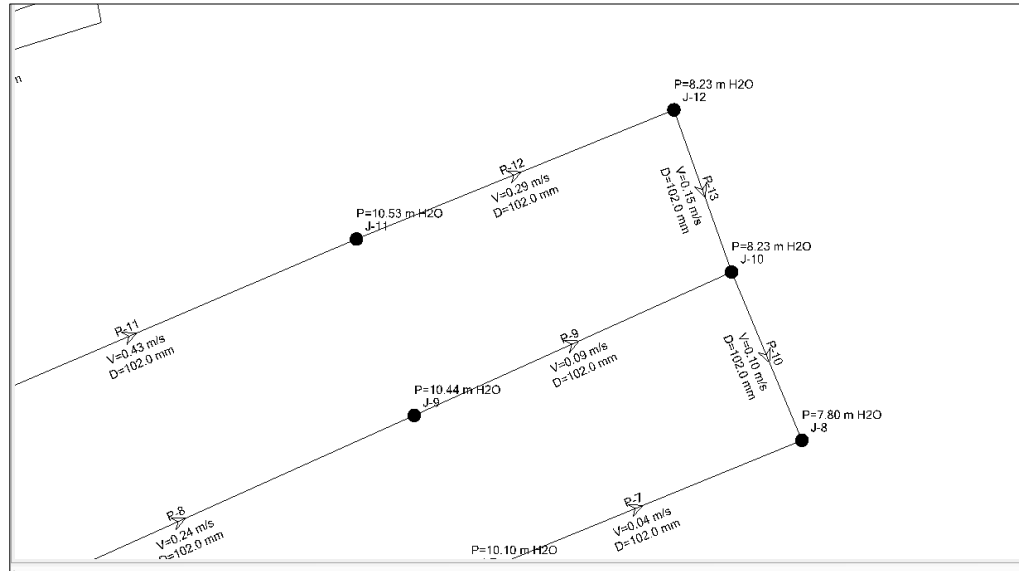 n
P=8.23 m H2O
J-12
P-12
V=0.29 m/s
D=102.0 mm
P-13
V=0.15 m/s
D=102.0 mm
P=10.53 m H2O
J-11
P=8.23 m H2O
J-10
P-11
V=0.43 m/s
D=102.0 mm
P-9
V=0.09 m/s
D=102.0 mm
P-10
V=0.10 m/s
D=102.0 mm
P=10.44 m H2O
J-9
P=7.80 m H2O
J-8
P-8
V=0.24 m/s
D=102.0 mm
P-7
V=0.04 m/s
D=102.0 mm
P=10.10 m H2O